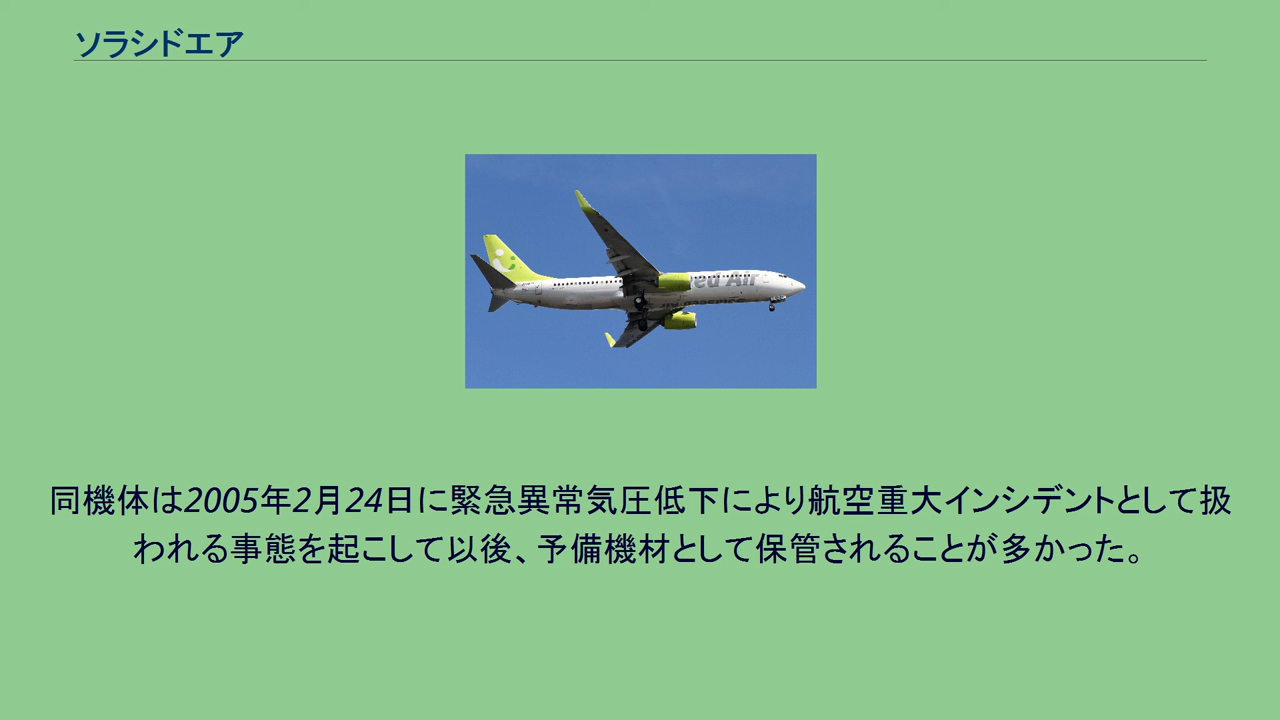 ソラシドエア
ed Air
同機体は2005年2月24日に緊急異常気圧低下により航空重大インシデントとして扱
われる事態を起こして以後、予備機材として保管されることが多かった。